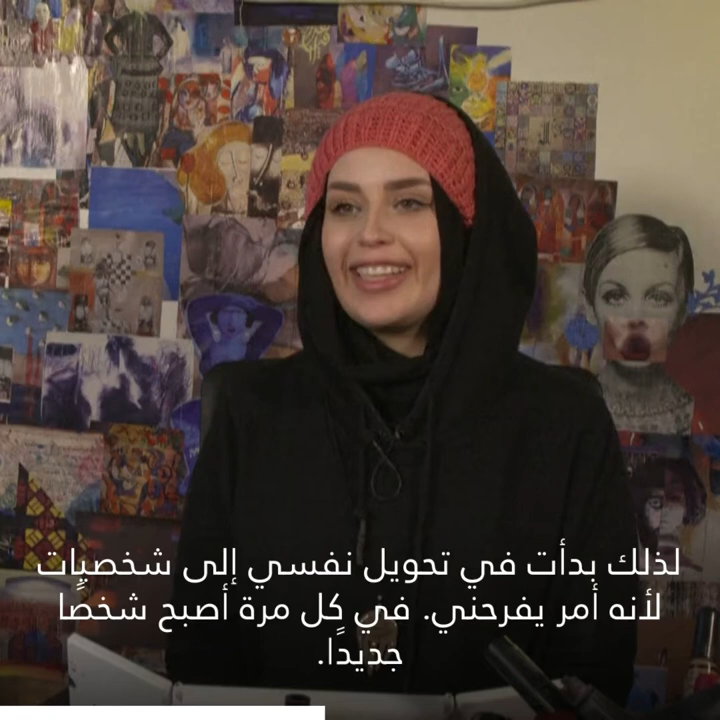 لذلك بدأت في تحويل نفسي إلى شخصيات
لأنه أمر يفرحني. في كل مرة أصبح شخصًا
جديدًا.